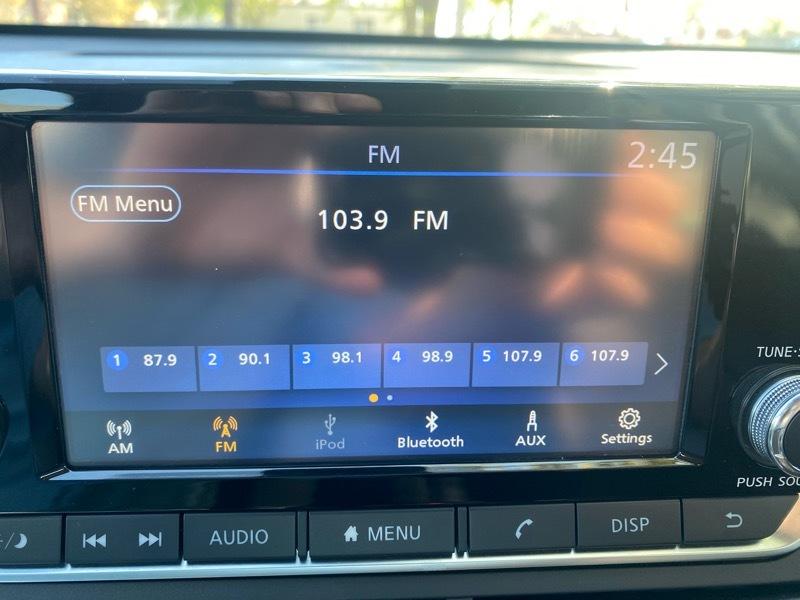 FM 2:45
FM Menu
103.9 FM
1 87.9 2 90.1 3 98.1 4 98.9 5 107.9 6 107.9
AM FM iPod Bluetooth AUX Settings
TUNE·S
PUSH SOU
AUDIO MENU DISP